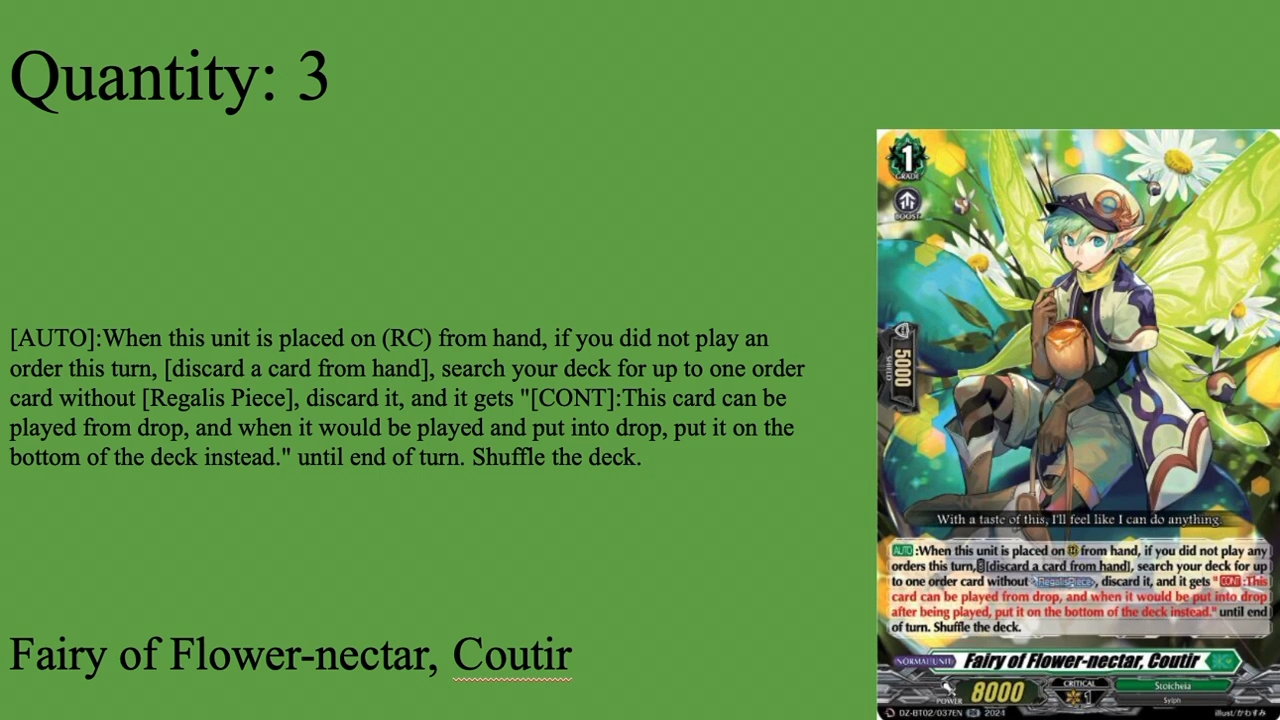 Quantity: 3
[AUTO]:When this unit is placed on (RC) from hand, if you did not play an
order this turn, [discard a card from hand], search your deck for up to one order
card without [Regalis Piece], discard it, and it gets "[CONT]:This card can be
played from drop, and when it would be played and put into drop, put it on the
bottom of the deck instead." until end of turn. Shuffle the deck.
Fairy of Flower-nectar, Coutir
1
GRADE
BOOST
5000
SHIELD
With a taste of this, I'll feel like I can do anything.
AUTO:When this unit is placed on from hand, if you did not play any
orders this turn, [discard a card from hand], search your deck for up
to one order card without RegalisPiece, discard it, and it gets "CONT:This
card can be played from drop, and when it would be put into drop
after being played, put it on the bottom of the deck instead." until end
of turn. Shuffle the deck.
NORMAL UNIT Fairy of Flower-nectar, Coutir
POWER 8000 CRITICAL 1 Stoicheia
Sylph
DZ-BT02/037EN 2024 illust/かわすみ